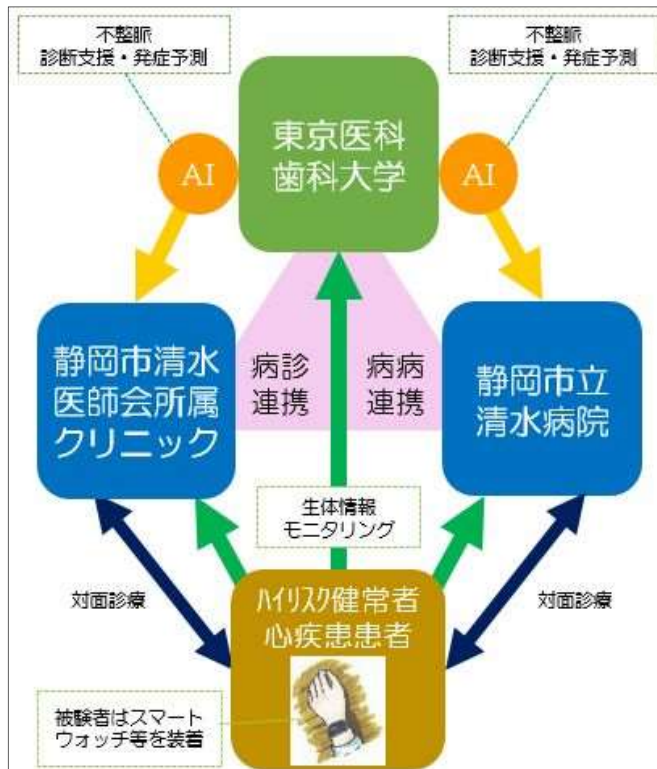 不整脈
診断支援・発症予測
不整脈
診断支援・発症予測
東京医科
歯科大学
AI
AI
静岡市清水
医師会所属
クリニック
病診
連携
病病
連携
静岡市立
清水病院
生体情報
モニタリング
対面診療
対面診療
ハイリスク健常者
心疾患患者
被験者はスマート
ウォッチ等を装着